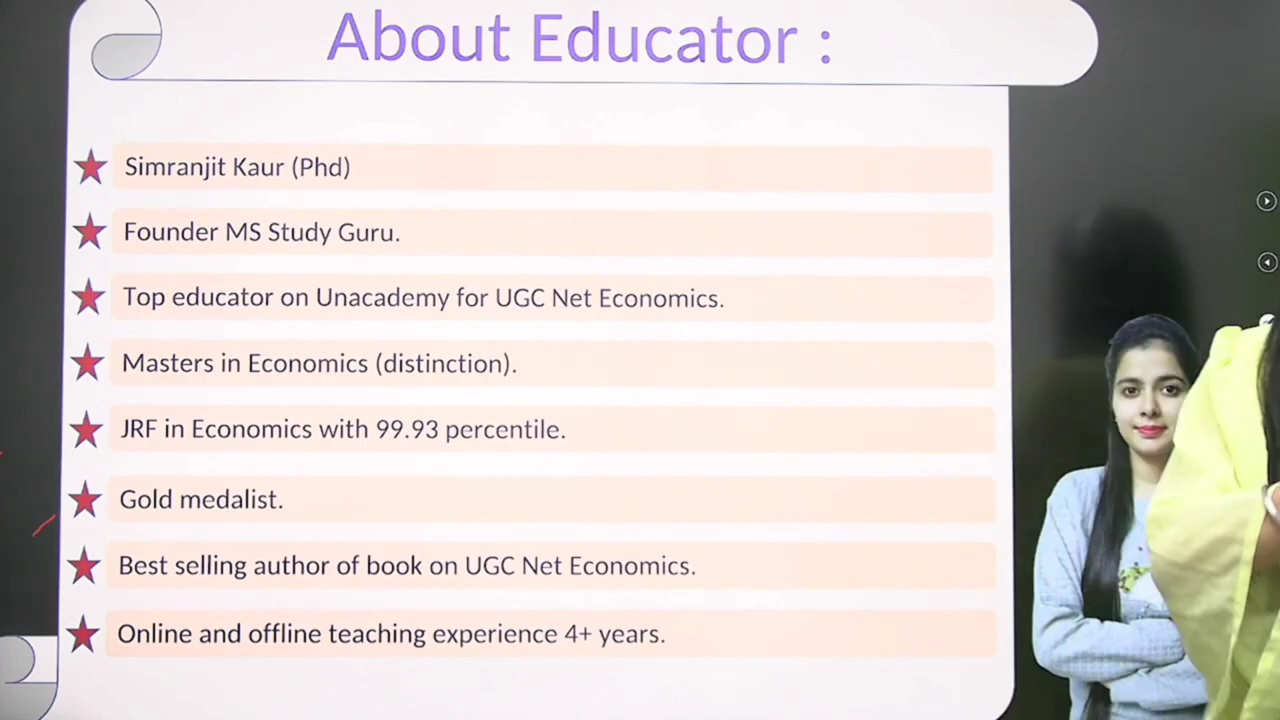 About Educator :
Simranjit Kaur (Phd)
Founder MS Study Guru.
Top educator on Unacademy for UGC Net Economics.
Masters in Economics (distinction).
JRF in Economics with 99.93 percentile.
Gold medalist.
Best selling author of book on UGC Net Economics.
Online and offline teaching experience 4+ years.